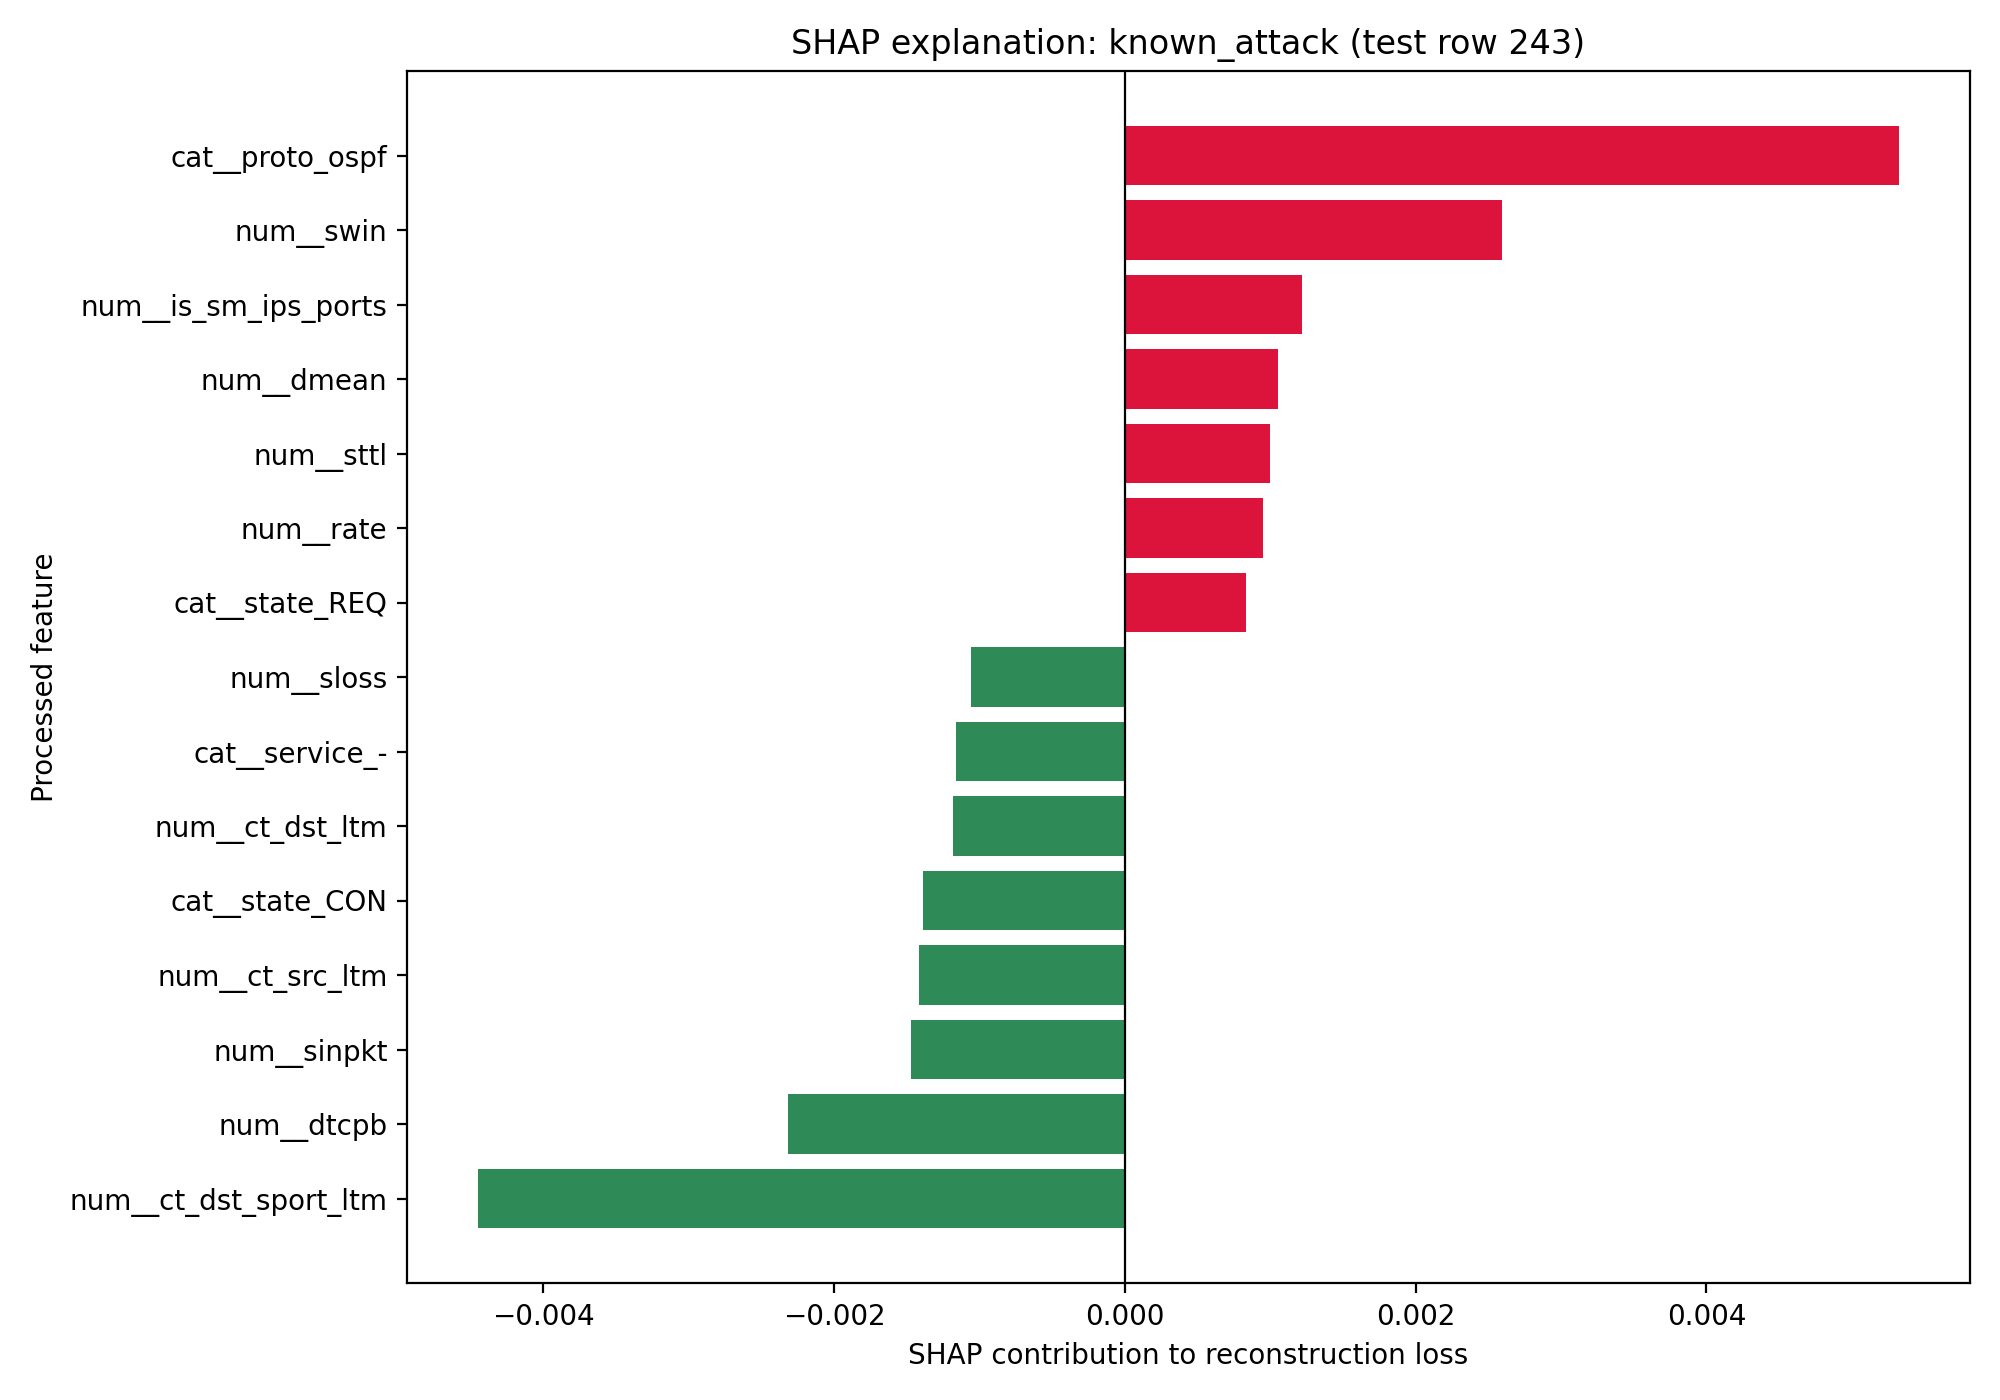 SHAP explanation: known_attack (test row 243)
cat__proto_ospf
num__swin
num__is_sm_ips_ports
num__dmean
num__sttl
num__rate
cat__state_REQ
num__sloss
cat__service_-
num__ct_dst_ltm
cat__state_CON
num__ct_src_ltm
num__sinpkt
num__dtcpb
num__ct_dst_sport_ltm
Processed feature
−0.004 −0.002 0.000 0.002 0.004
SHAP contribution to reconstruction loss